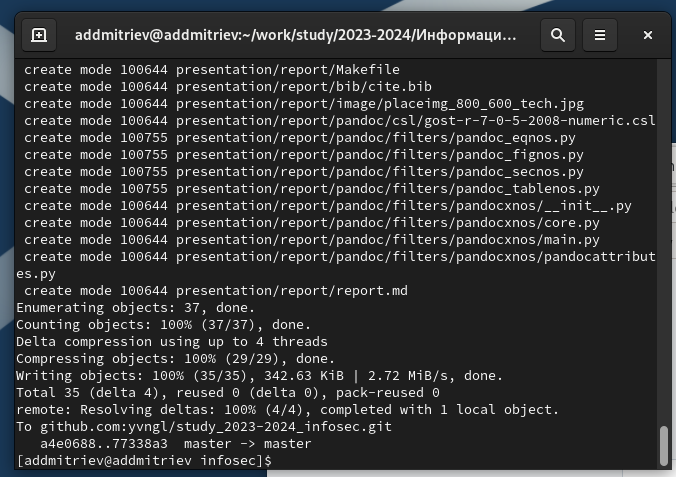 addmitriev@addmitriev:~/work/study/2023-2024/Информаци…
create mode 100644 presentation/report/Makefile
create mode 100644 presentation/report/bib/cite.bib
create mode 100644 presentation/report/image/placeimg_800_600_tech.jpg
create mode 100644 presentation/report/pandoc/csl/gost-r-7-0-5-2008-numeric.csl
create mode 100755 presentation/report/pandoc/filters/pandoc_eqnos.py
create mode 100755 presentation/report/pandoc/filters/pandoc_fignos.py
create mode 100755 presentation/report/pandoc/filters/pandoc_secnos.py
create mode 100755 presentation/report/pandoc/filters/pandoc_tablenos.py
create mode 100644 presentation/report/pandoc/filters/pandocxnos/__init__.py
create mode 100644 presentation/report/pandoc/filters/pandocxnos/core.py
create mode 100644 presentation/report/pandoc/filters/pandocxnos/main.py
create mode 100644 presentation/report/pandoc/filters/pandocxnos/pandocattribut
es.py
create mode 100644 presentation/report/report.md
Enumerating objects: 37, done.
Counting objects: 100% (37/37), done.
Delta compression using up to 4 threads
Compressing objects: 100% (29/29), done.
Writing objects: 100% (35/35), 342.63 KiB | 2.72 MiB/s, done.
Total 35 (delta 4), reused 0 (delta 0), pack-reused 0
remote: Resolving deltas: 100% (4/4), completed with 1 local object.
To github.com:yvngl/study_2023-2024_infosec.git
a4e0688..77338a3  master -> master
[addmitriev@addmitriev infosec]$